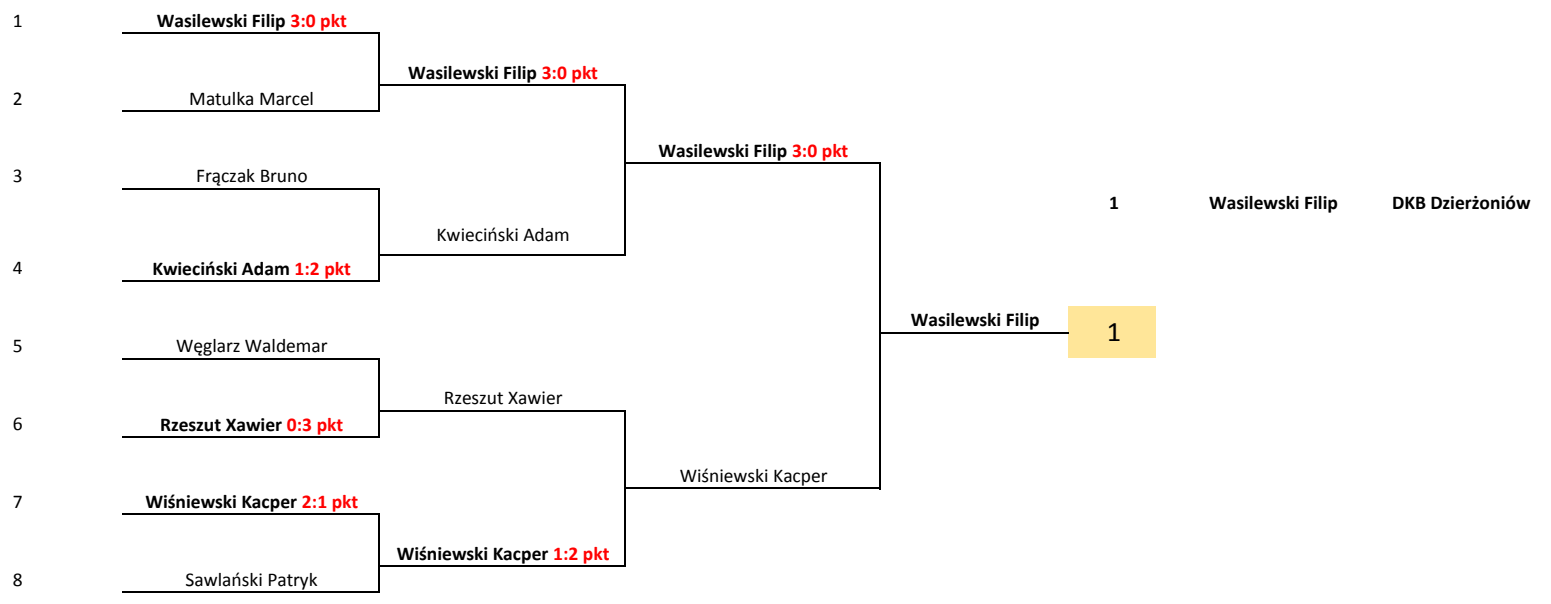 1 Wasilewski Filip 3:0 pkt
Wasilewski Filip 3:0 pkt
2 Matulka Marcel
Wasilewski Filip 3:0 pkt
3 Frączak Bruno
1 Wasilewski Filip DKB Dzierżoniów
Kwieciński Adam
4 Kwieciński Adam 1:2 pkt
Wasilewski Filip 1
5 Węglarz Waldemar
Rzeszut Xawier
6 Rzeszut Xawier 0:3 pkt
Wiśniewski Kacper
7 Wiśniewski Kacper 2:1 pkt
Wiśniewski Kacper 1:2 pkt
8 Sawlański Patryk